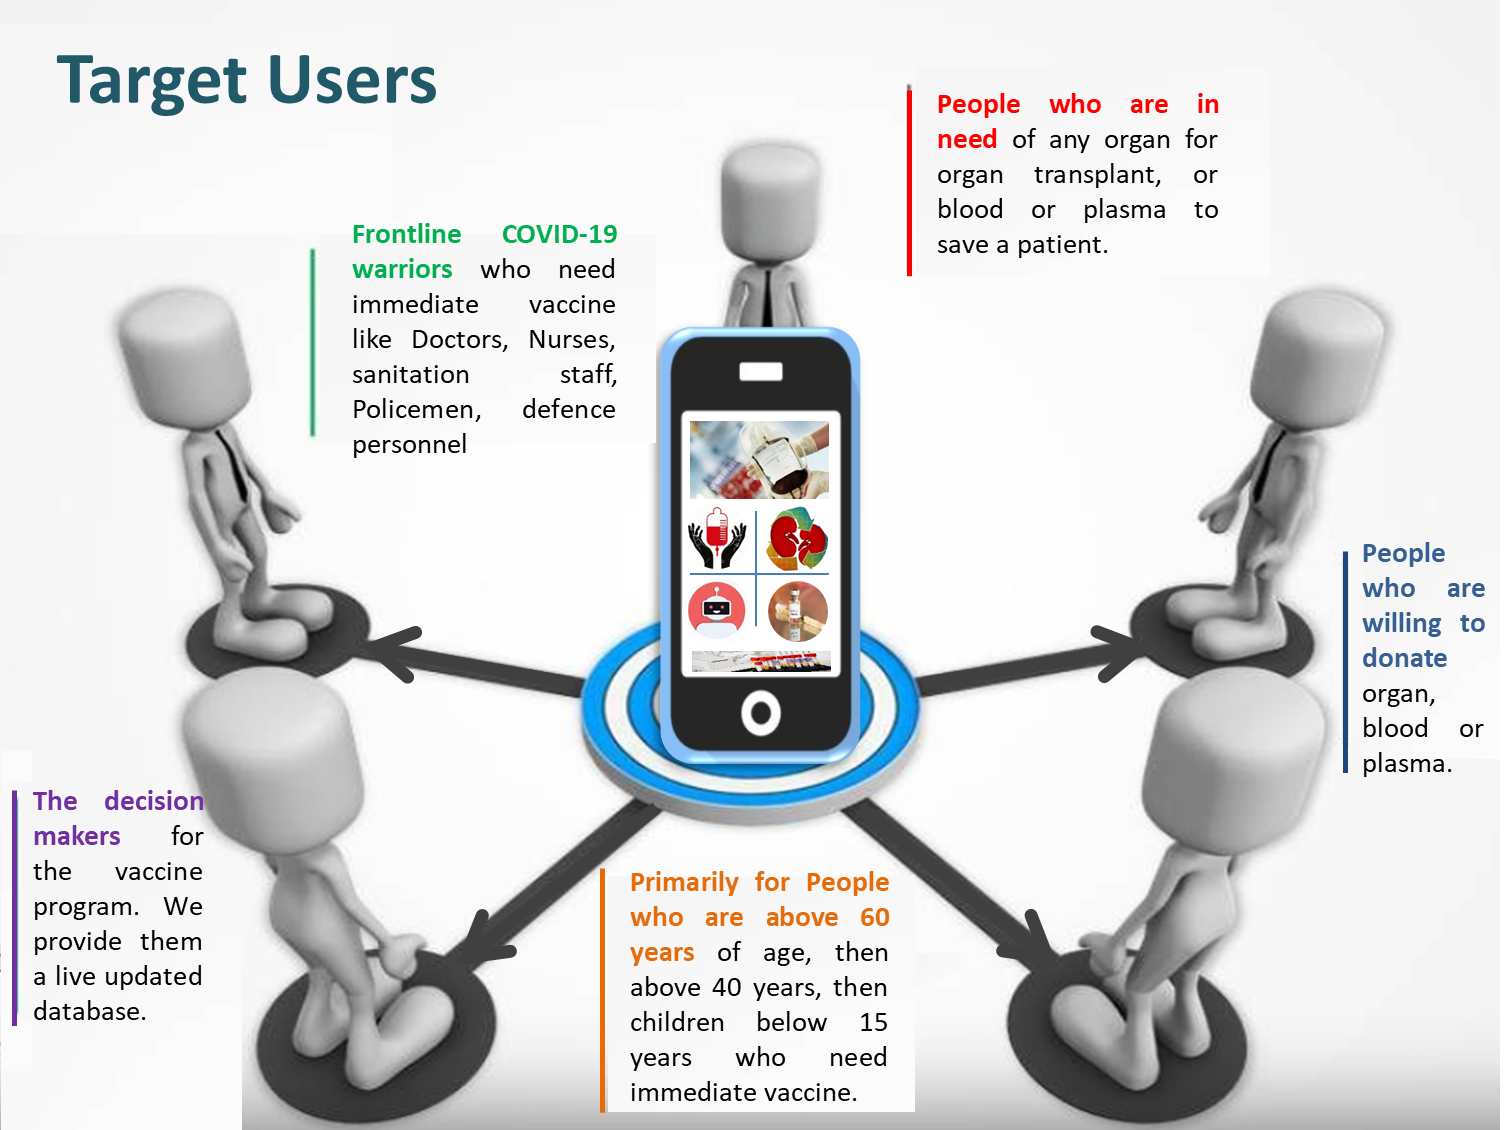 Target Users
People who are in
need of any organ for
organ transplant, or
blood or plasma to
save a patient.
Frontline COVID-19
warriors who need
immediate vaccine
like Doctors, Nurses,
sanitation staff,
Policemen, defence
personnel
People
who are
willing to
donate
organ,
blood or
plasma.
The decision
makers for
the vaccine
program. We
provide them
a live updated
database.
Primarily for People
who are above 60
years of age, then
above 40 years, then
children below 15
years who need
immediate vaccine.